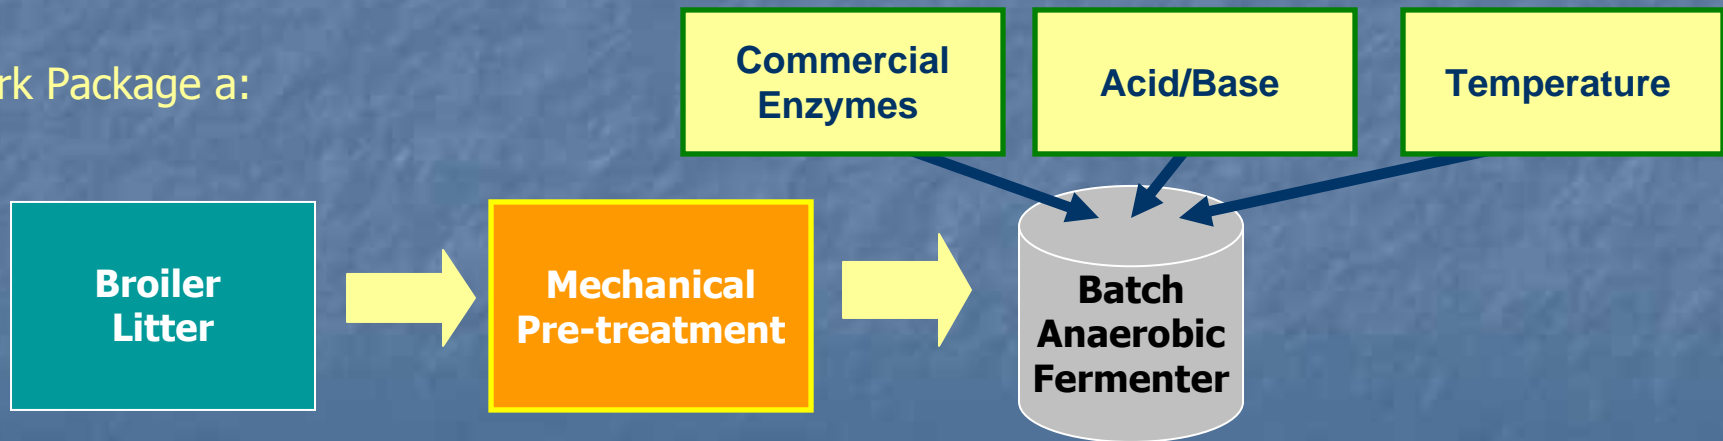 rk Package a:
Commercial
Enzymes
Acid/Base
Temperature
Broiler
Litter
Mechanical
Pre-treatment
Batch
Anaerobic
Fermenter